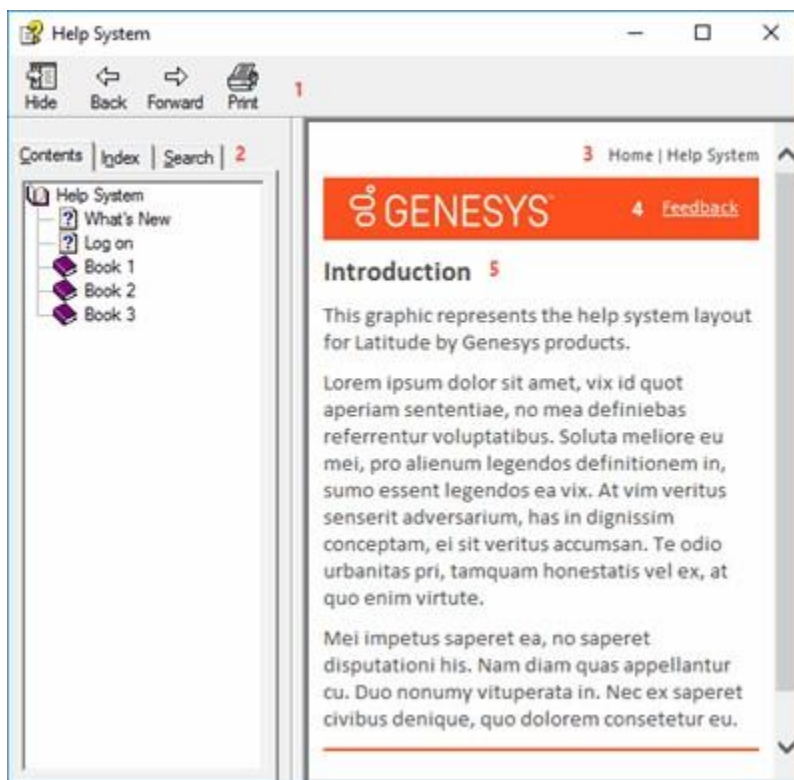 Help System
Hide Back Forward Print 1
Contents Index Search 2
Help System
What's New
Log on
Book 1
Book 2
Book 3
3 Home | Help System
GENESYS™ 4 Feedback
Introduction 5
This graphic represents the help system layout
for Latitude by Genesys products.
Lorem ipsum dolor sit amet, vix id quot
aperiam sententiae, no mea definiebas
referrentur voluptatibus. Soluta meliore eu
mei, pro alienum legendos definitionem in,
sumo essent legendos ea vix. At vim veritus
senserit adversarium, has in dignissim
conceptam, ei sit veritus accumsan. Te odio
urbanitas pri, tamquam honestatis vel ex, at
quo enim virtute.
Mei impetus saperet ea, no saperet
disputationi his. Nam diam quas appellantur
cu. Duo nonumy vituperata in. Nec ex saperet
civibus denique, quo dolorem consetetur eu.